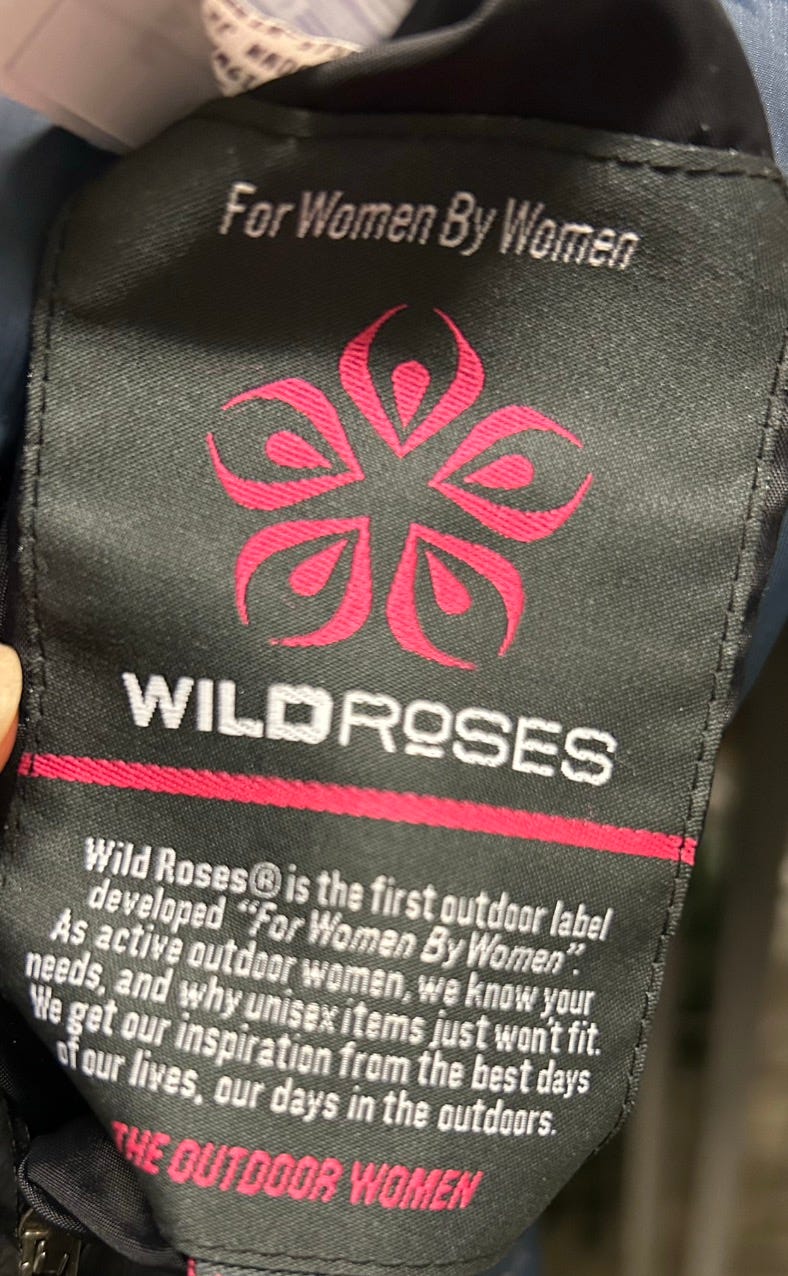 For Women By Women
WILDROSES
Wild Roses® is the first outdoor label
developed "For Women By Women".
As active outdoor women, we know your
needs, and why unisex items just won't fit.
We get our inspiration from the best days
of our lives, our days in the outdoors.
THE OUTDOOR WOMEN